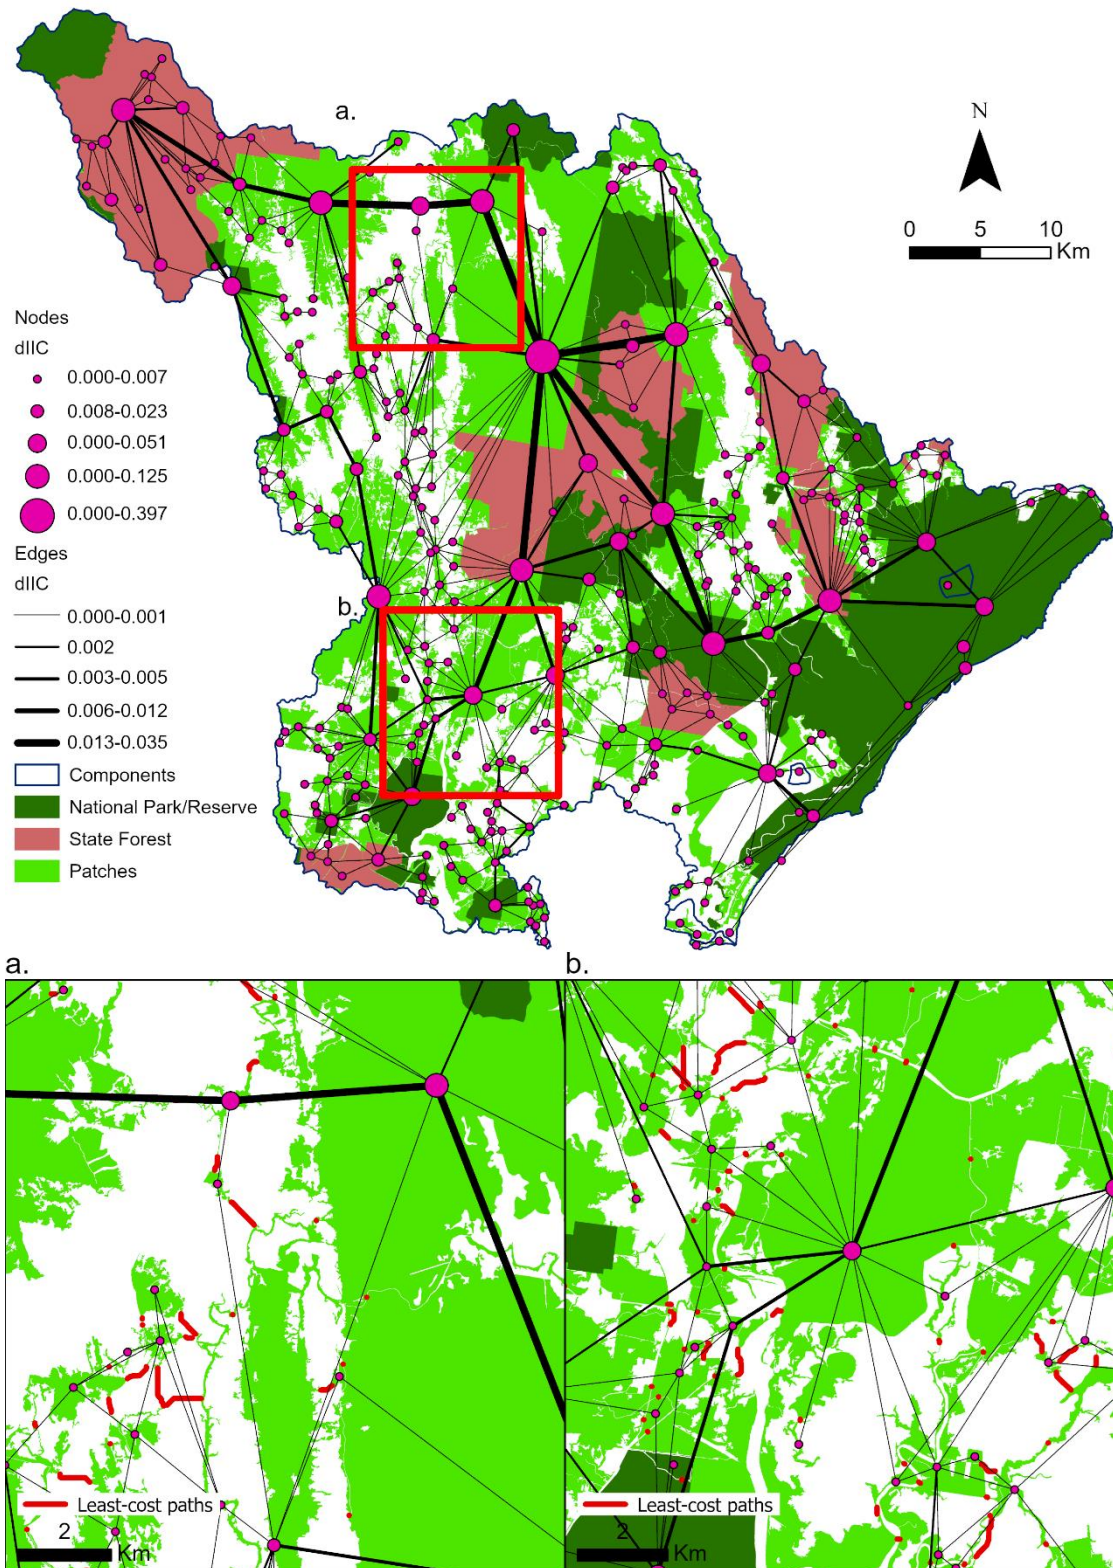 a.
N
0 5 10
Km
Nodes
dIIC
0.000-0.007
0.008-0.023
0.000-0.051
0.000-0.125
0.000-0.397
Edges
dIIC
0.000-0.001
0.002
0.003-0.005
0.006-0.012
0.013-0.035
Components
National Park/Reserve
State Forest
Patches
b.
a.
b.
Least-cost paths
2
Km
Least-cost paths
2
Km